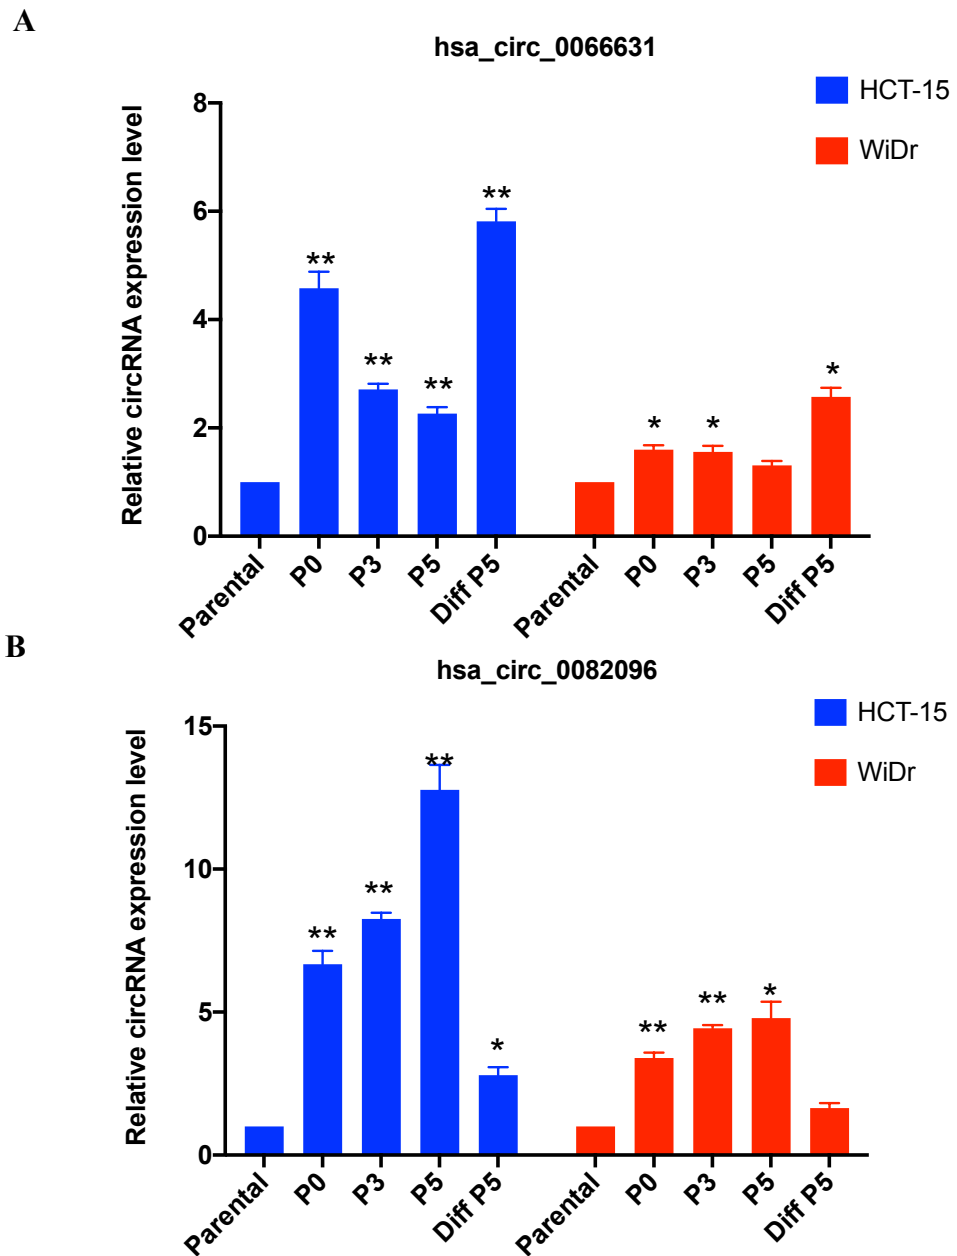 A
hsa_circ_0066631
HCT-15
WiDr
Relative circRNA expression level
8
6
4
2
0
** ** ** ** * * *
Parental P0 P3 P5 Diff P5 Parental P0 P3 P5 Diff P5
B
hsa_circ_0082096
HCT-15
WiDr
Relative circRNA expression level
15
10
5
0
** ** ** * ** ** *
Parental P0 P3 P5 Diff P5 Parental P0 P3 P5 Diff P5